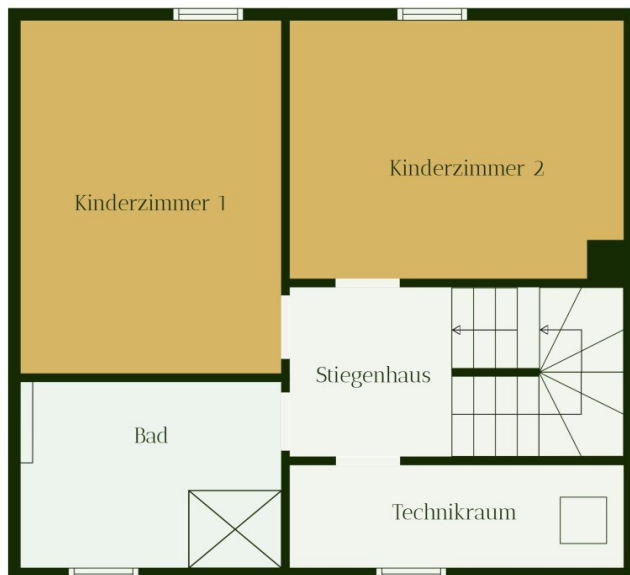 Kinderzimmer 1
Kinderzimmer 2
Stiegenhaus
Bad
Technikraum